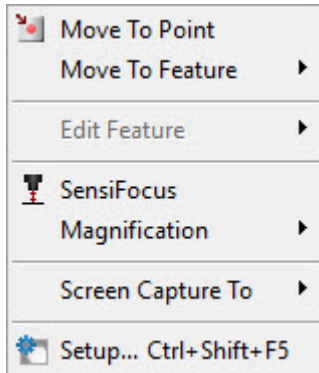 Move To Point
Move To Feature
Edit Feature
SensiFocus
Magnification
Screen Capture To
Setup... Ctrl+Shift+F5